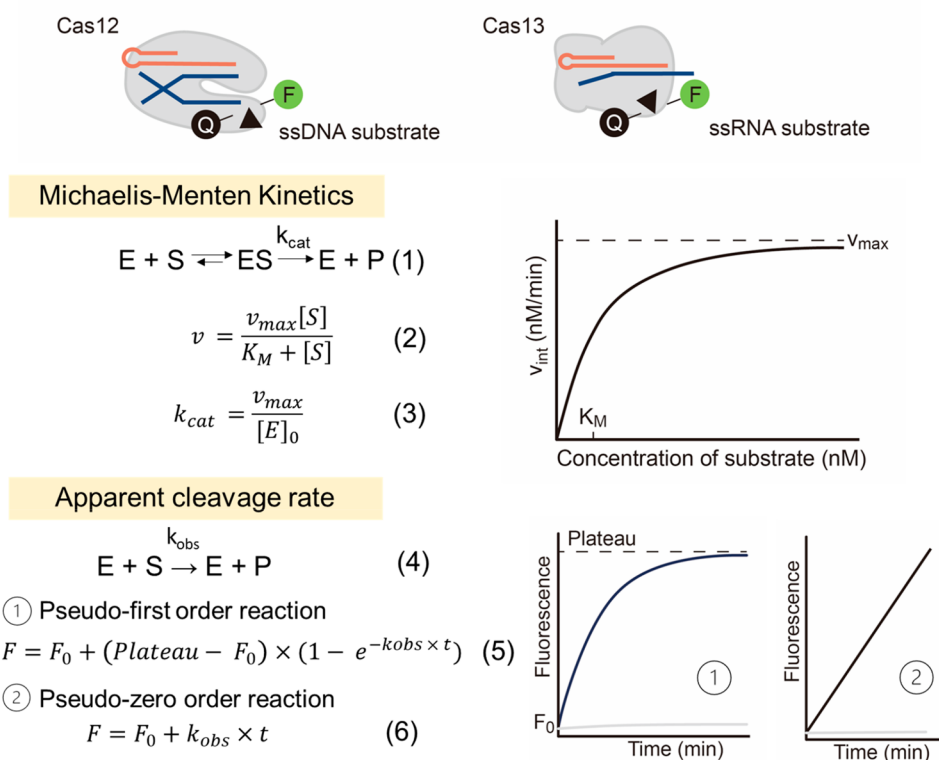 Cas12
Cas13
F
Q
ssDNA substrate
F
Q
ssRNA substrate
Michaelis-Menten Kinetics
k_cat
E + S ⇌ ES → E + P (1)
v = v_max[S] / (K_M + [S]) (2)
k_cat = v_max / [E]_0 (3)
v_int (nM/min)
v_max
K_M
Concentration of substrate (nM)
Apparent cleavage rate
k_obs
E + S → E + P (4)
① Pseudo-first order reaction
F = F_0 + (Plateau − F_0) × (1 − e^{−kobs × t}) (5)
② Pseudo-zero order reaction
F = F_0 + k_obs × t (6)
Plateau
Fluorescence
F_0
①
Time (min)
Fluorescence
②
Time (min)